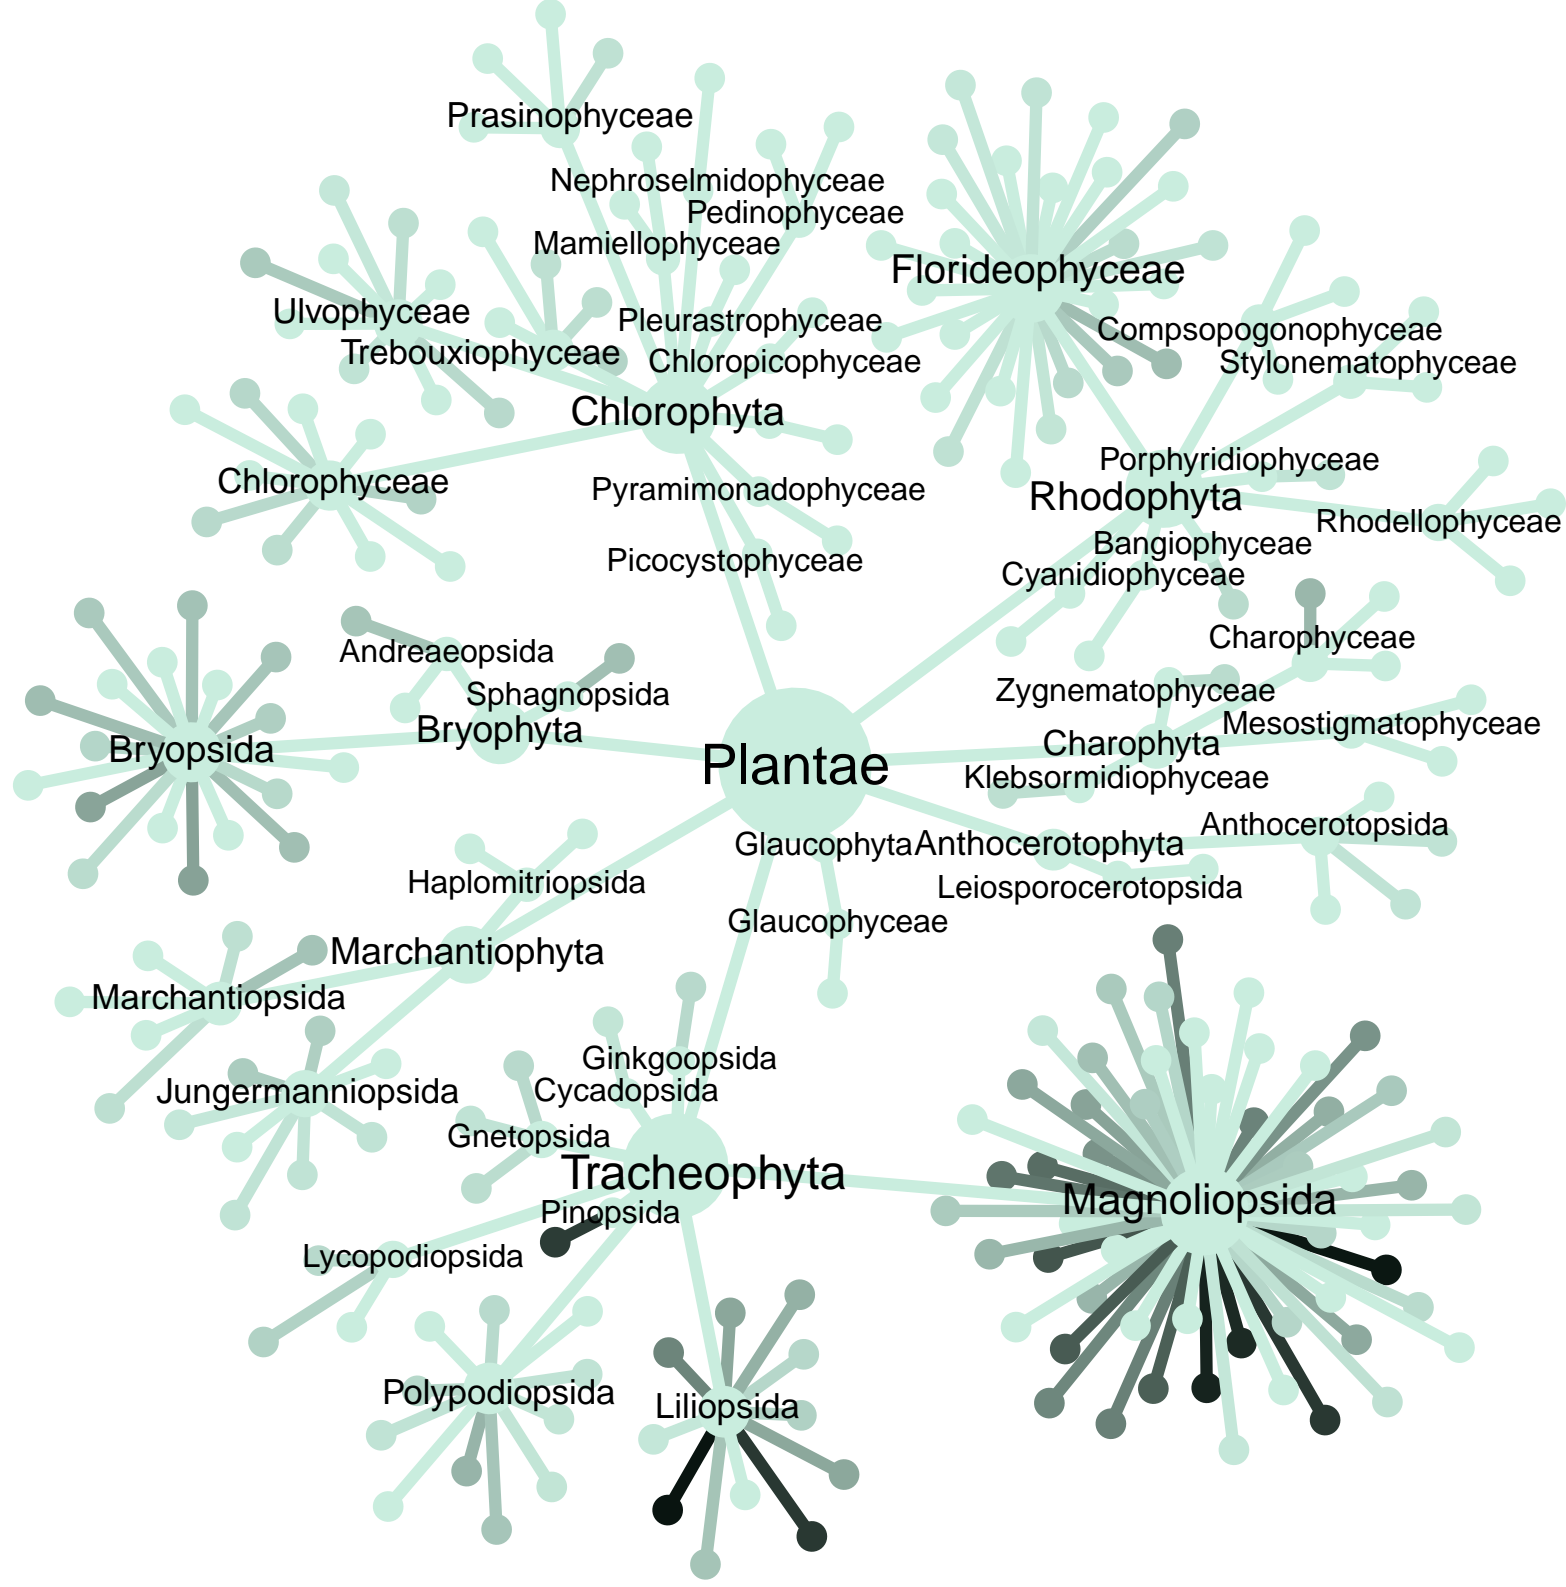 Prasinophyceae
Nephroselmidophyceae
Pedinophyceae
Mamiellophyceae
Florideophyceae
Ulvophyceae
Pleurastrophyceae
Compsopogonophyceae
Trebouxiophyceae
Chloropicophyceae
Stylonematophyceae
Chlorophyta
Porphyridiophyceae
Chlorophyceae
Pyramimonadophyceae
Rhodophyta
Rhodellophyceae
Bangiophyceae
Picocystophyceae
Cyanidiophyceae
Charophyceae
Andreaeopsida
Sphagnopsida
Zygnematophyceae
Mesostigmatophyceae
Bryophyta
Charophyta
Bryopsida
Plantae
Klebsormidiophyceae
Anthocerotopsida
Glaucophyta
Anthocerotophyta
Haplomitriopsida
Leiosporocerotopsida
Glaucophyceae
Marchantiophyta
Marchantiopsida
Ginkgoopsida
Cycadopsida
Jungermanniopsida
Gnetopsida
Tracheophyta
Magnoliopsida
Pinopsida
Lycopodiopsida
Polypodiopsida
Liliopsida